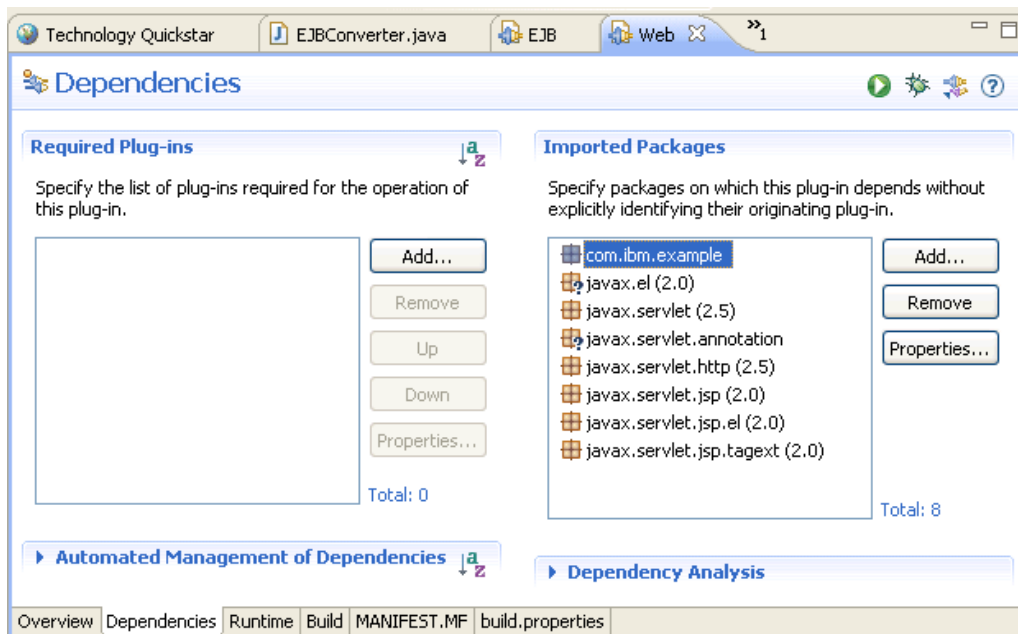 Technology Quickstar
EJBConverter.java
EJB
Web
»1
Dependencies
Required Plug-ins
Specify the list of plug-ins required for the operation of
this plug-in.
Add...
Remove
Up
Down
Properties...
Total: 0
Automated Management of Dependencies
Imported Packages
Specify packages on which this plug-in depends without
explicitly identifying their originating plug-in.
com.ibm.example
javax.el (2.0)
javax.servlet (2.5)
javax.servlet.annotation
javax.servlet.http (2.5)
javax.servlet.jsp (2.0)
javax.servlet.jsp.el (2.0)
javax.servlet.jsp.tagext (2.0)
Add...
Remove
Properties...
Total: 8
Dependency Analysis
Overview Dependencies Runtime Build MANIFEST.MF build.properties